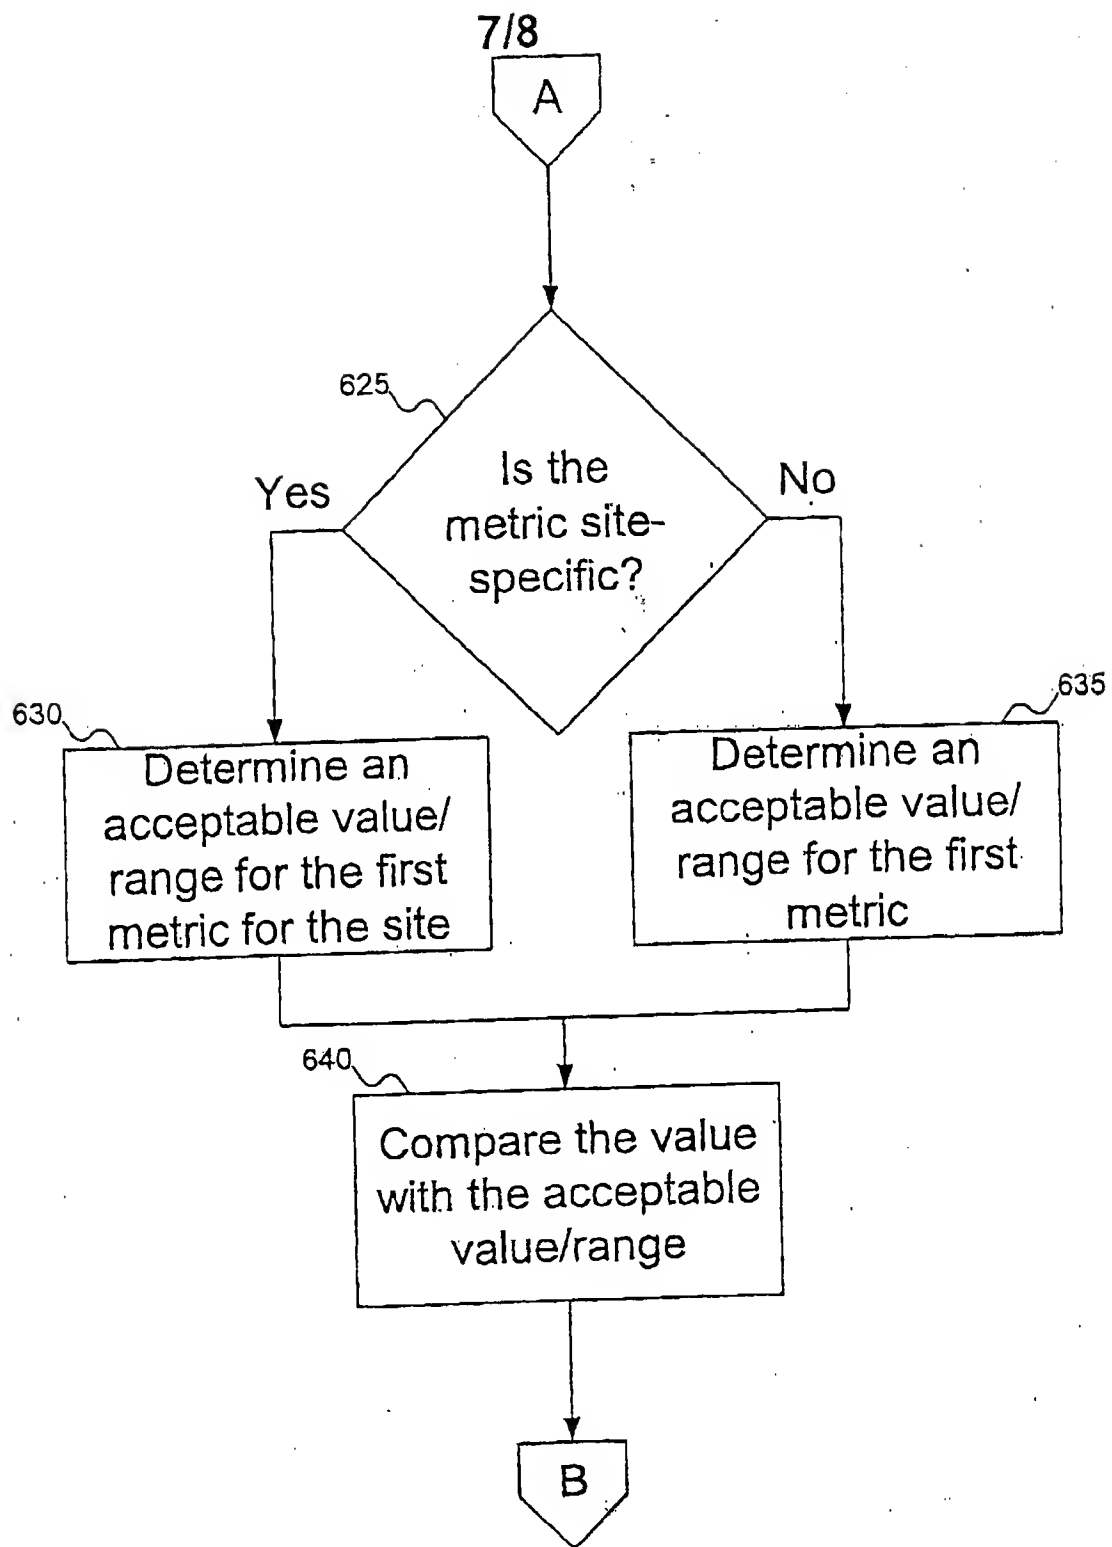 7/8
A
625
Is the
metric site-
specific?
Yes
No
630
Determine an
acceptable value/
range for the first
metric for the site
635
Determine an
acceptable value/
range for the first
metric
640
Compare the value
with the acceptable
value/range
B